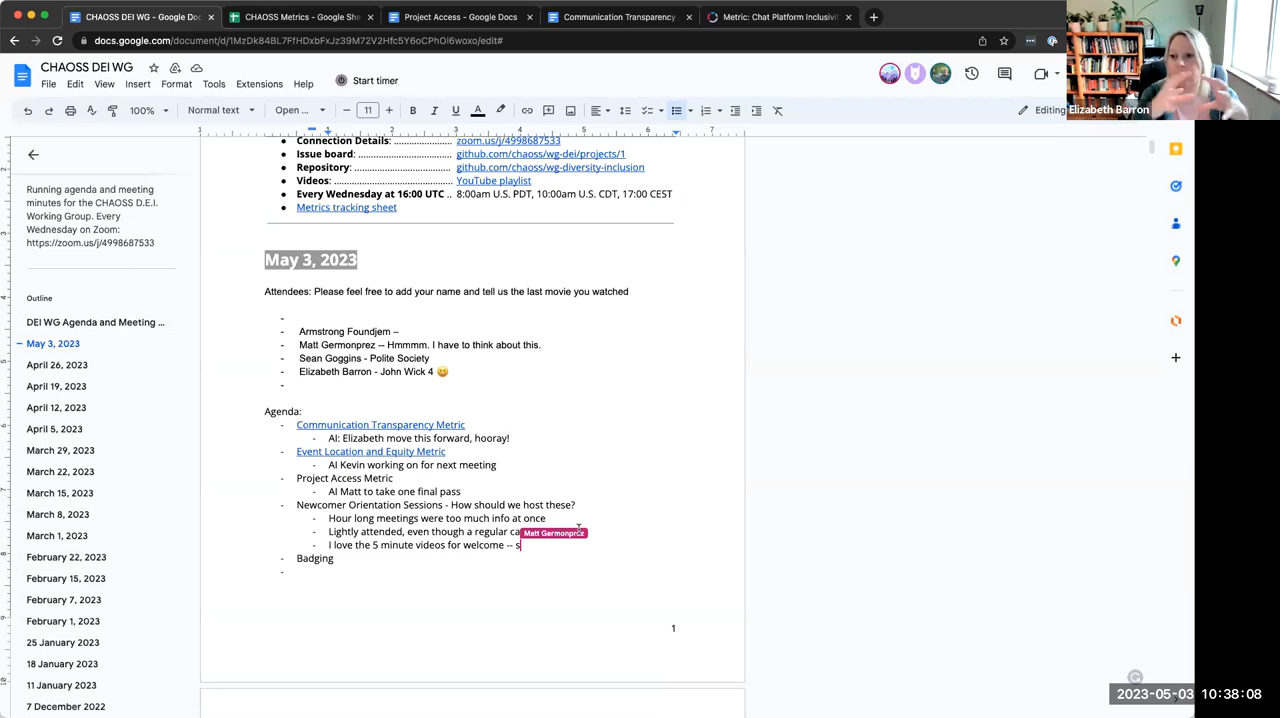 CHAOSS DEI WG - Google Doc
CHAOSS Metrics - Google She
Project Access - Google Docs
Communication Transparency
Metric: Chat Platform Inclusivi
docs.google.com/document/d/1MzDk84BL7FfHDxbFxJz39M72V2Hfc5Y6oCPhOl6woxo/edit#
CHAOSS DEI WG
File Edit View Insert Format Tools Extensions Help
Start timer
100% Normal text Open ... 11 B I U A Editing
Elizabeth Barron
1 1 2 3 4 5 6 7
Running agenda and meeting
minutes for the CHAOSS D.E.I.
Working Group. Every
Wednesday on Zoom:
https://zoom.us/j/4998687533
Outline
DEI WG Agenda and Meeting ...
May 3, 2023
April 26, 2023
April 19, 2023
April 12, 2023
April 5, 2023
March 29, 2023
March 22, 2023
March 15, 2023
March 8, 2023
March 1, 2023
February 22, 2023
February 15, 2023
February 7, 2023
February 1, 2023
25 January 2023
18 January 2023
11 January 2023
7 December 2022
● Connection Details: ...................... zoom.us/j/4998687533
● Issue board: ................................. github.com/chaoss/wg-dei/projects/1
● Repository: ................................... github.com/chaoss/wg-diversity-inclusion
● Videos: .......................................... YouTube playlist
● Every Wednesday at 16:00 UTC .. 8:00am U.S. PDT, 10:00am U.S. CDT, 17:00 CEST
● Metrics tracking sheet
May 3, 2023
Attendees: Please feel free to add your name and tell us the last movie you watched
-
- Armstrong Foundjem –
- Matt Germonprez -- Hmmmm. I have to think about this.
- Sean Goggins - Polite Society
- Elizabeth Barron - John Wick 4 😀
-
Agenda:
- Communication Transparency Metric
- AI: Elizabeth move this forward, hooray!
- Event Location and Equity Metric
- AI Kevin working on for next meeting
- Project Access Metric
- AI Matt to take one final pass
- Newcomer Orientation Sessions - How should we host these?
- Hour long meetings were too much info at once
- Lightly attended, even though a regular ca
Matt Germonprez
- I love the 5 minute videos for welcome -- s
- Badging
-
1
2023-05-03 10:38:08